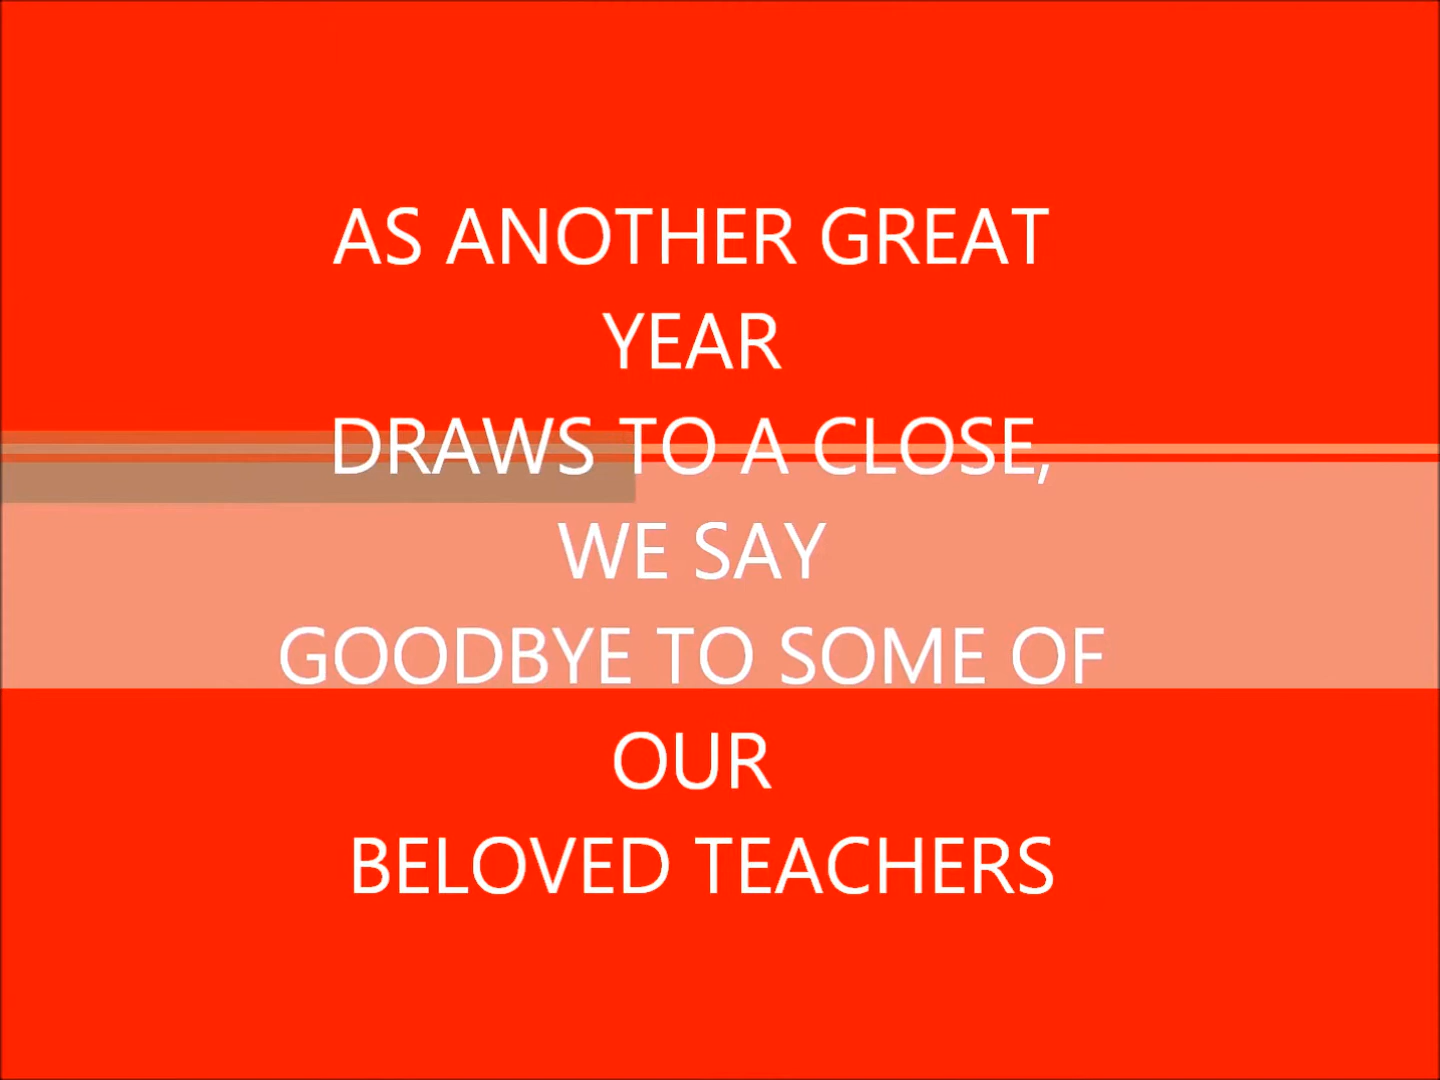 AS ANOTHER GREAT
YEAR
DRAWS TO A CLOSE,
WE SAY
GOODBYE TO SOME OF
OUR
BELOVED TEACHERS